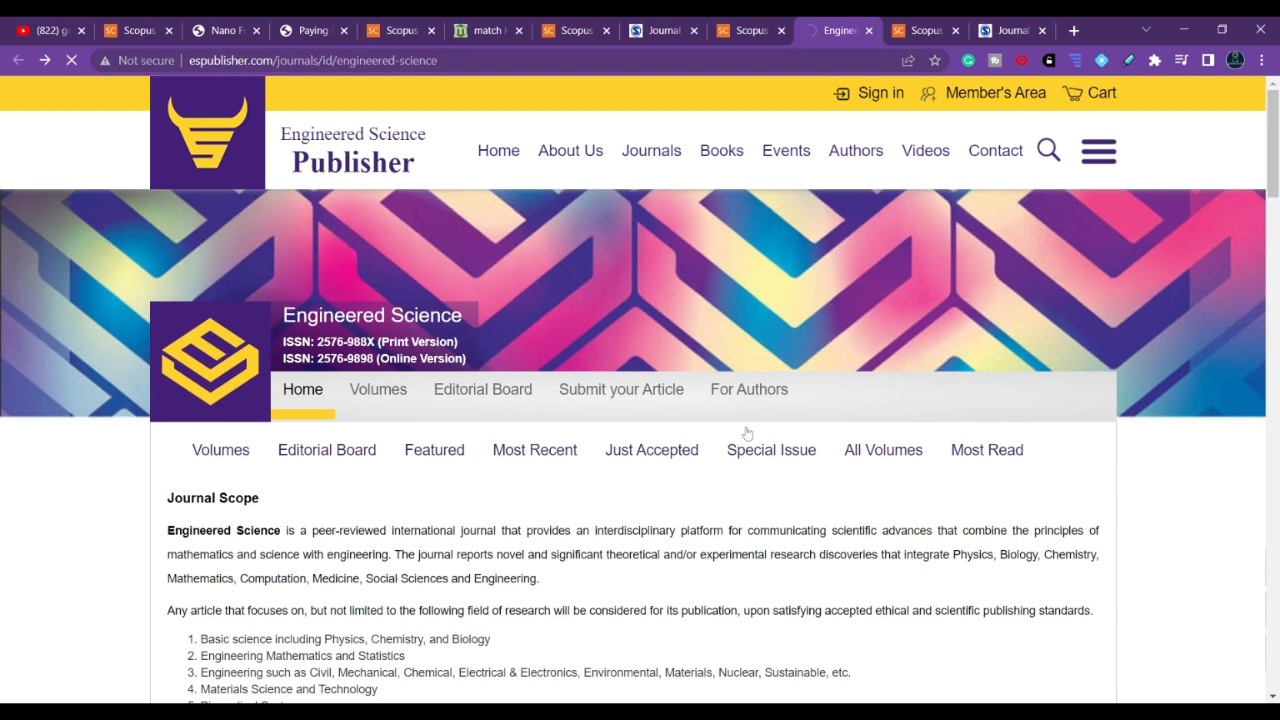 (822) g
Scopus
Nano F
Paying
Scopus
match i
Scopus
Journal
Scopus
Engine
Scopus
Journal
Not secure espublisher.com/journals/id/engineered-science
Sign in Member's Area Cart
Engineered Science
Publisher
Home About Us Journals Books Events Authors Videos Contact
Engineered Science
ISSN: 2576-988X (Print Version)
ISSN: 2576-9898 (Online Version)
Home Volumes Editorial Board Submit your Article For Authors
Volumes Editorial Board Featured Most Recent Just Accepted Special Issue All Volumes Most Read
Journal Scope
Engineered Science is a peer-reviewed international journal that provides an interdisciplinary platform for communicating scientific advances that combine the principles of
mathematics and science with engineering. The journal reports novel and significant theoretical and/or experimental research discoveries that integrate Physics, Biology, Chemistry,
Mathematics, Computation, Medicine, Social Sciences and Engineering.
Any article that focuses on, but not limited to the following field of research will be considered for its publication, upon satisfying accepted ethical and scientific publishing standards.
1. Basic science including Physics, Chemistry, and Biology
2. Engineering Mathematics and Statistics
3. Engineering such as Civil, Mechanical, Chemical, Electrical & Electronics, Environmental, Materials, Nuclear, Sustainable, etc.
4. Materials Science and Technology